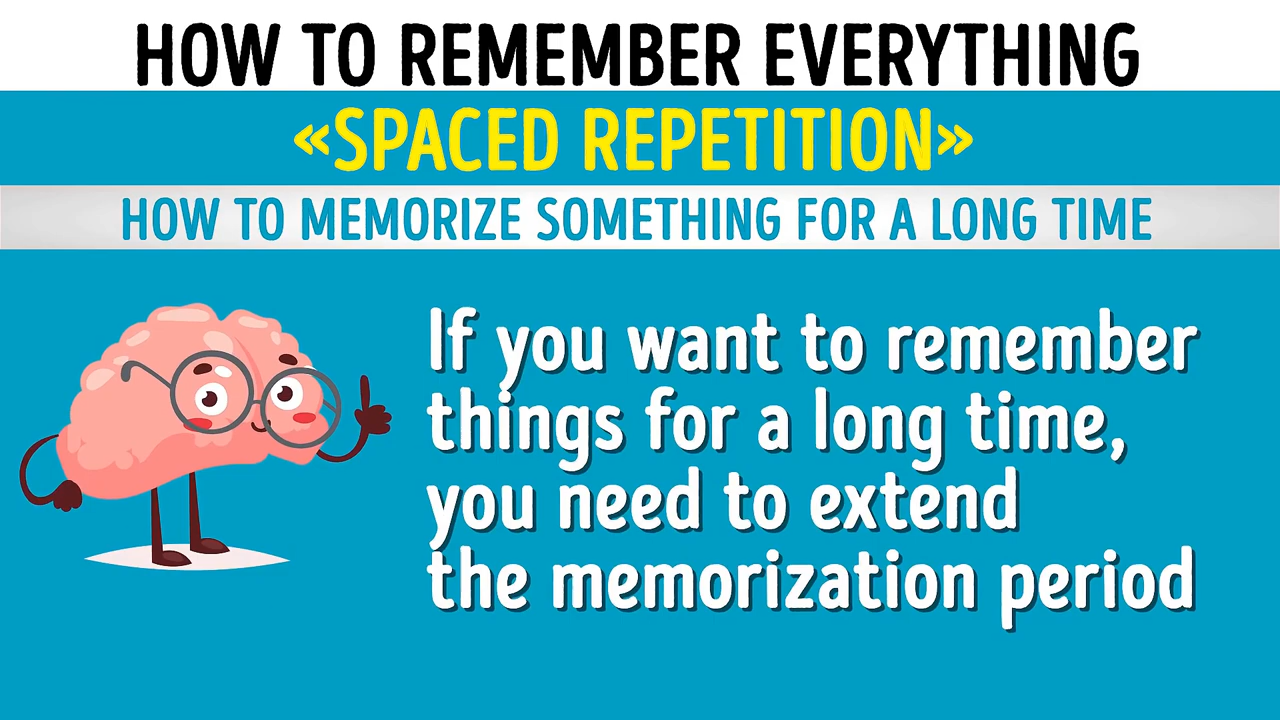 HOW TO REMEMBER EVERYTHING
«SPACED REPETITION»
HOW TO MEMORIZE SOMETHING FOR A LONG TIME
If you want to remember
things for a long time,
you need to extend
the memorization period